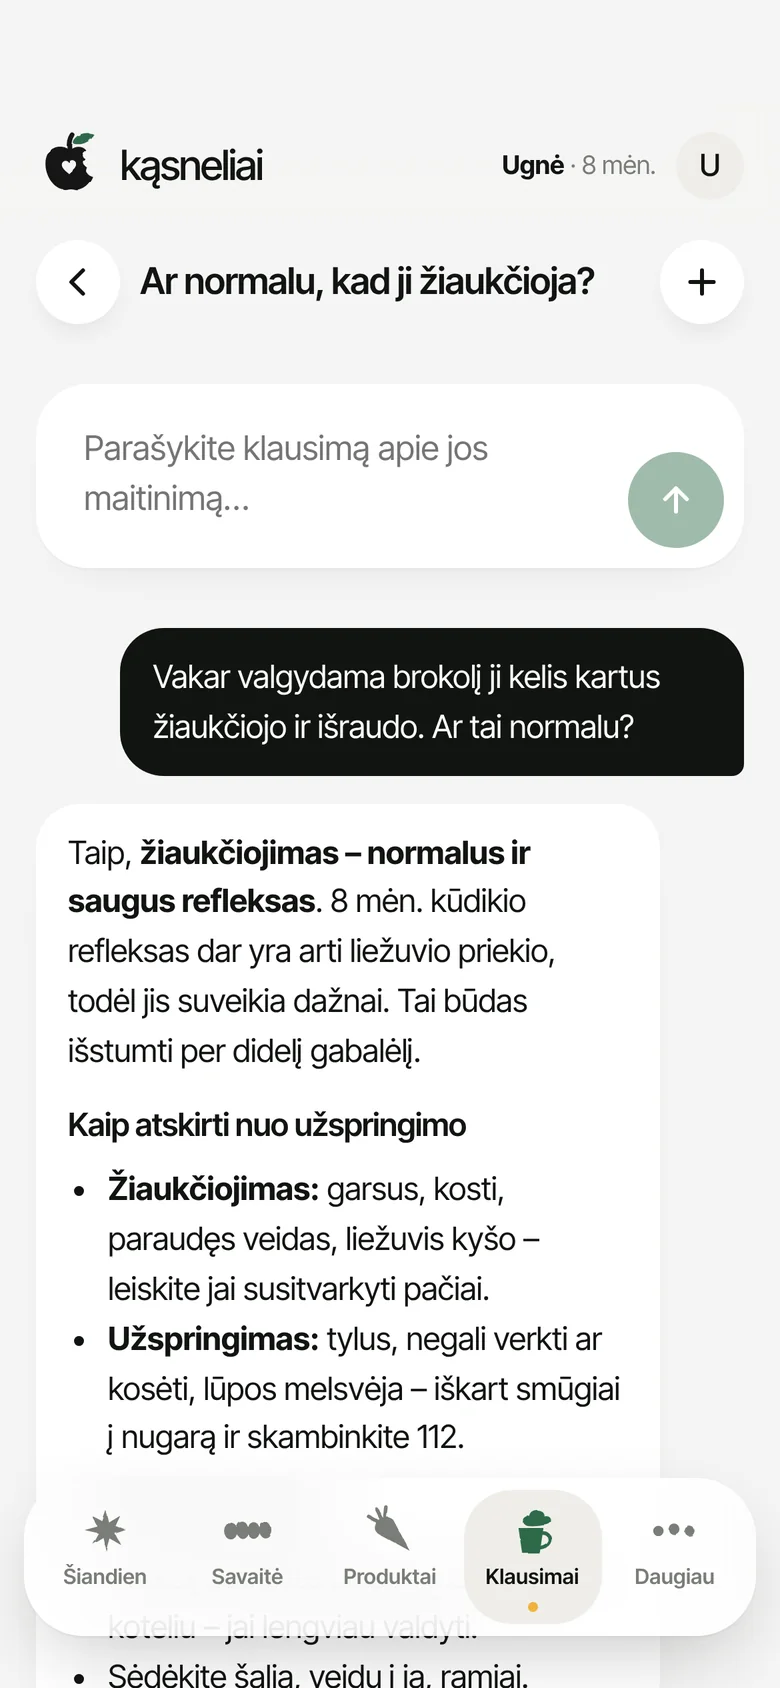 kąsneliai
Ugnė · 8 mėn.
U
Ar normalu, kad ji žiaukčioja?
Parašykite klausimą apie jos
maitinimą...
Vakar valgydama brokolį ji kelis kartus
žiaukčiojo ir išraudo. Ar tai normalu?
Taip, žiaukčiojimas – normalus ir
saugus refleksas. 8 mėn. kūdikio
refleksas dar yra arti liežuvio priekio,
todėl jis suveikia dažnai. Tai būdas
išstumti per didelį gabalėlį.
Kaip atskirti nuo užspringimo
• Žiaukčiojimas: garsus, kosti,
paraudęs veidas, liežuvis kyšo –
leiskite jai susitvarkyti pačiai.
• Užspringimas: tylus, negali verkti ar
kosėti, lūpos melsvėja – iškart smūgiai
į nugarą ir skambinkite 112.
Šiandien
Savaitė
Produktai
Klausimai
Daugiau
koteliu – jai lengviau valdyti.
• Sėdėkite šalia, veidu į ją, ramiai.